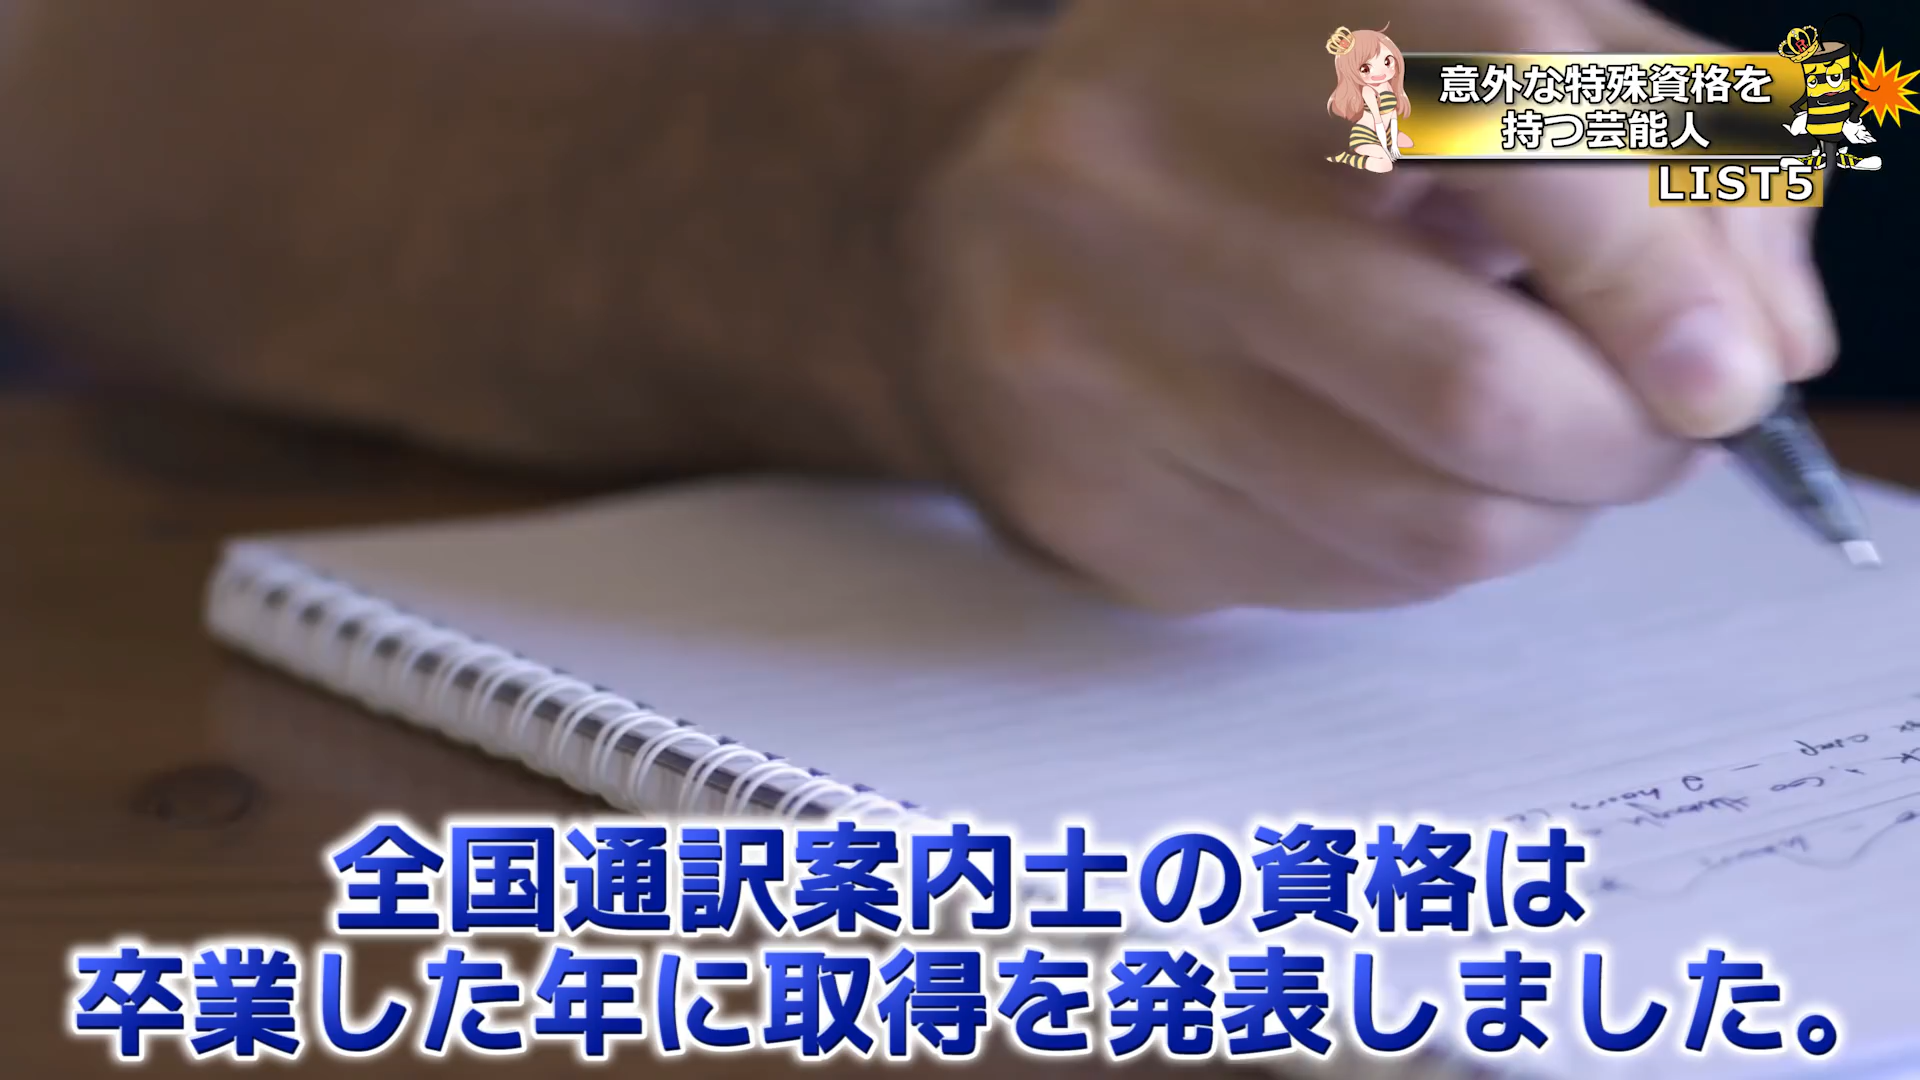 意外な特殊資格を
持つ芸能人
LIST5
全国通訳案内士の資格は
卒業した年に取得を発表しました。